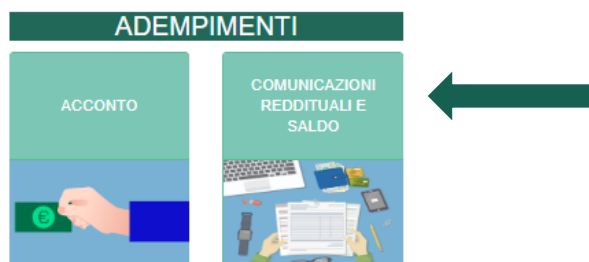 ADEMPIMENTI
ACCONTO
COMUNICAZIONI
REDDITUALI E
SALDO
€